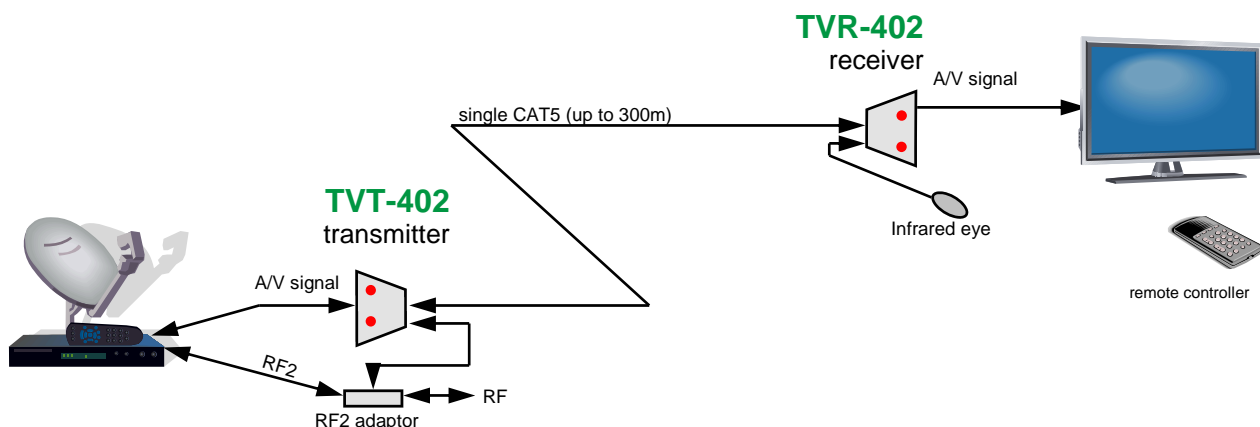 TVR-402
receiver
A/V signal
single CAT5 (up to 300m)
TVT-402
transmitter
Infrared eye
A/V signal
remote controller
RF2
RF
RF2 adaptor